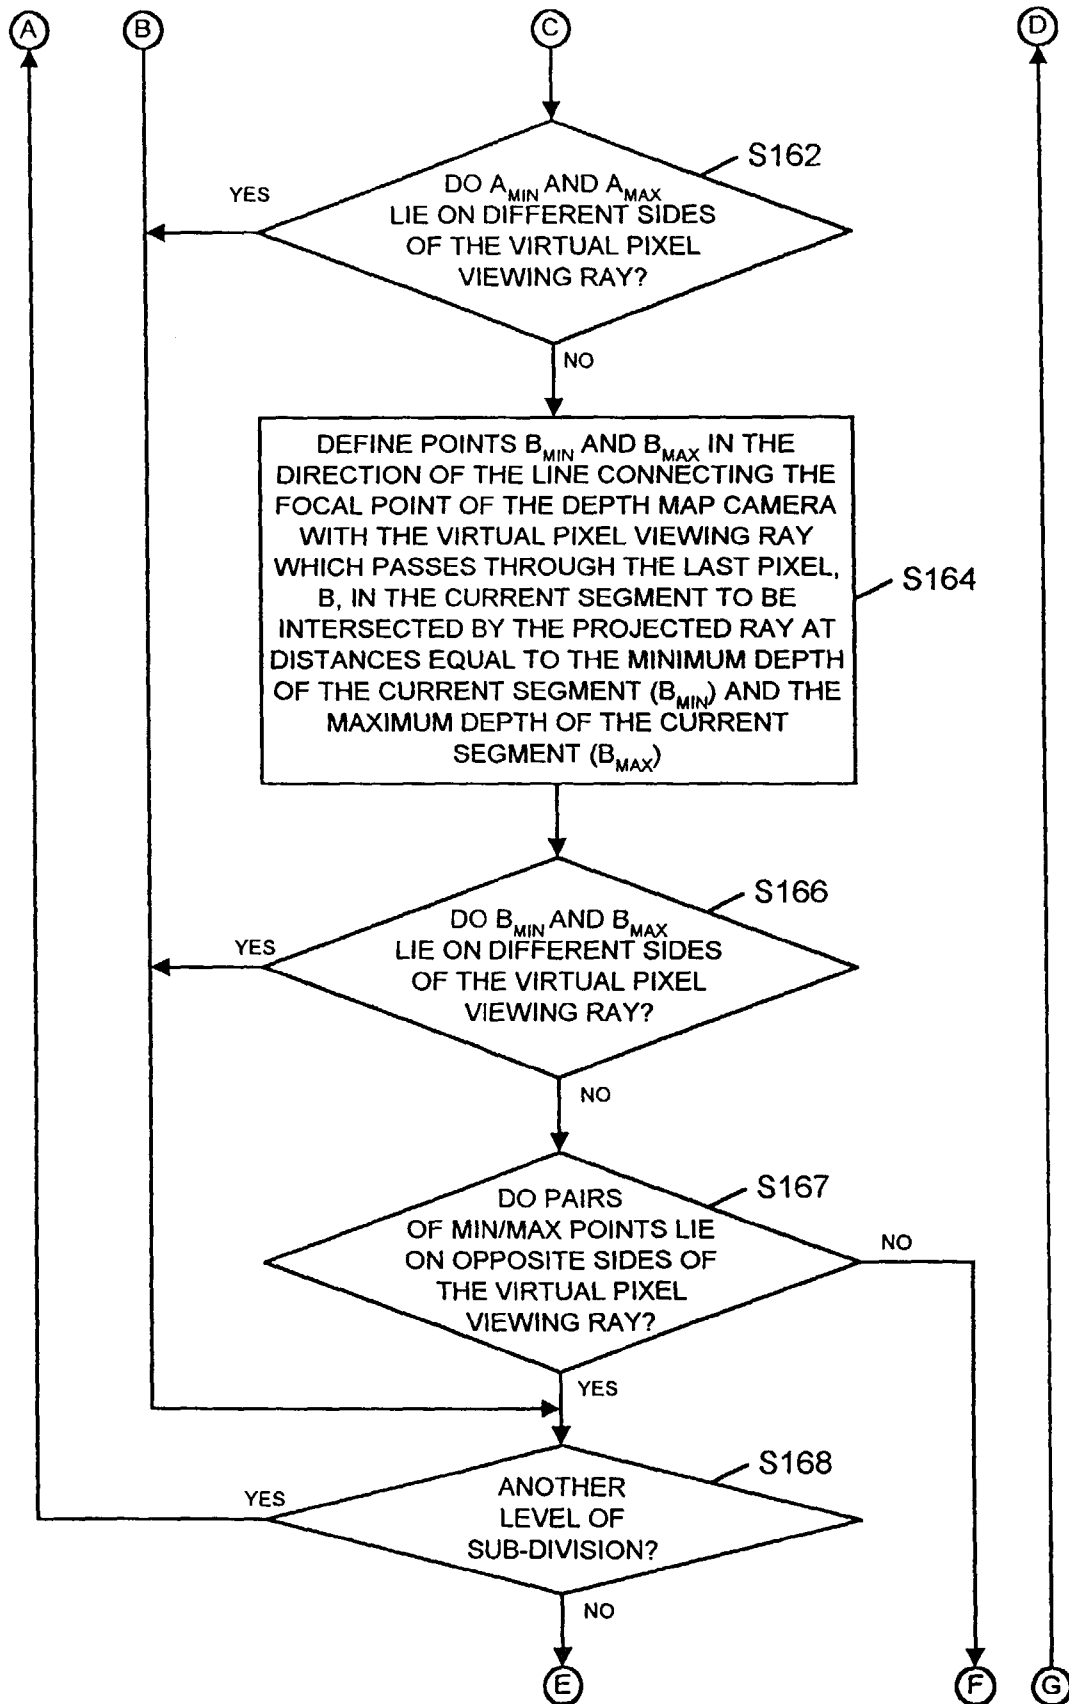 A
B
C
D
S162
DO A_MIN AND A_MAX
LIE ON DIFFERENT SIDES
OF THE VIRTUAL PIXEL
VIEWING RAY?
YES
NO
DEFINE POINTS B_MIN AND B_MAX IN THE
DIRECTION OF THE LINE CONNECTING THE
FOCAL POINT OF THE DEPTH MAP CAMERA
WITH THE VIRTUAL PIXEL VIEWING RAY
WHICH PASSES THROUGH THE LAST PIXEL,
B, IN THE CURRENT SEGMENT TO BE
INTERSECTED BY THE PROJECTED RAY AT
DISTANCES EQUAL TO THE MINIMUM DEPTH
OF THE CURRENT SEGMENT (B_MIN) AND THE
MAXIMUM DEPTH OF THE CURRENT
SEGMENT (B_MAX)
S164
S166
DO B_MIN AND B_MAX
LIE ON DIFFERENT SIDES
OF THE VIRTUAL PIXEL
VIEWING RAY?
YES
NO
S167
DO PAIRS
OF MIN/MAX POINTS LIE
ON OPPOSITE SIDES OF
THE VIRTUAL PIXEL
VIEWING RAY?
NO
YES
S168
ANOTHER
LEVEL OF
SUB-DIVISION?
YES
NO
E
F
G